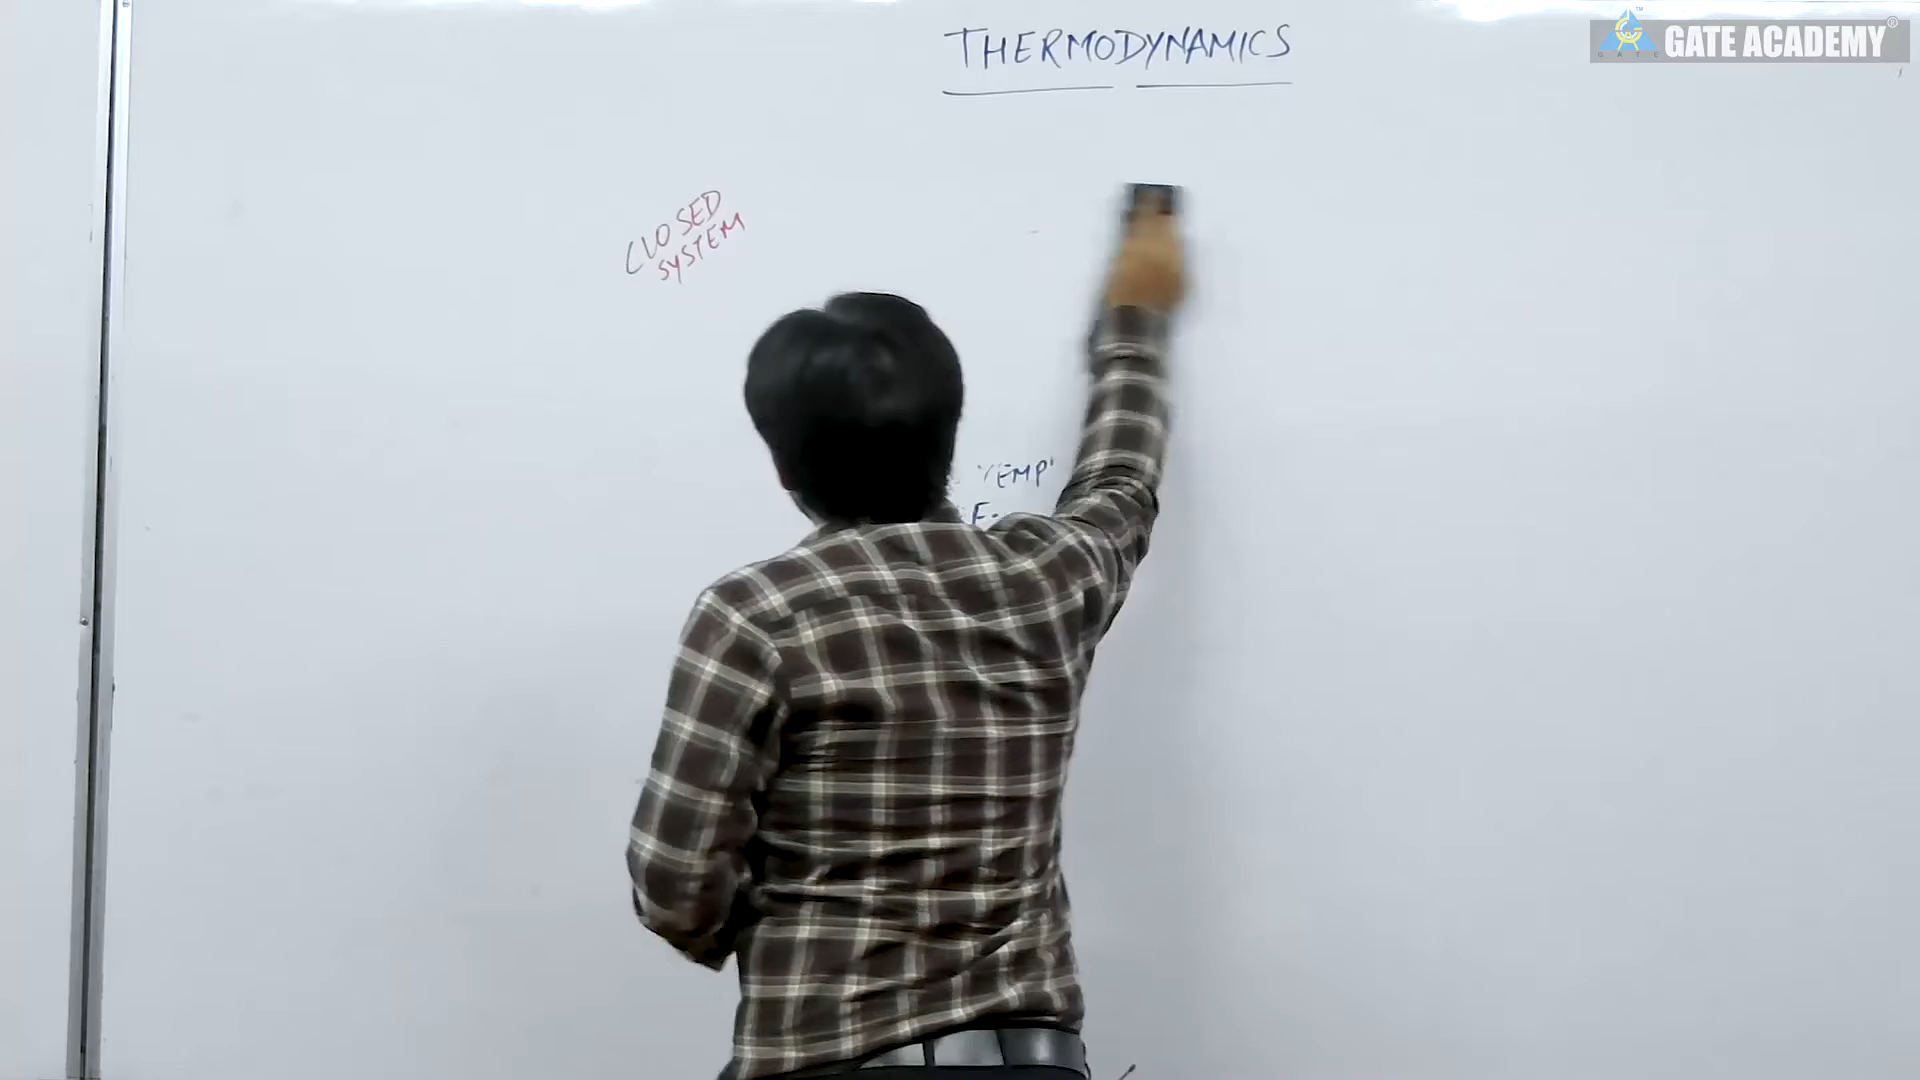 THERMODYNAMICS
GATE ACADEMY
CLOSED
SYSTEM
TEMP